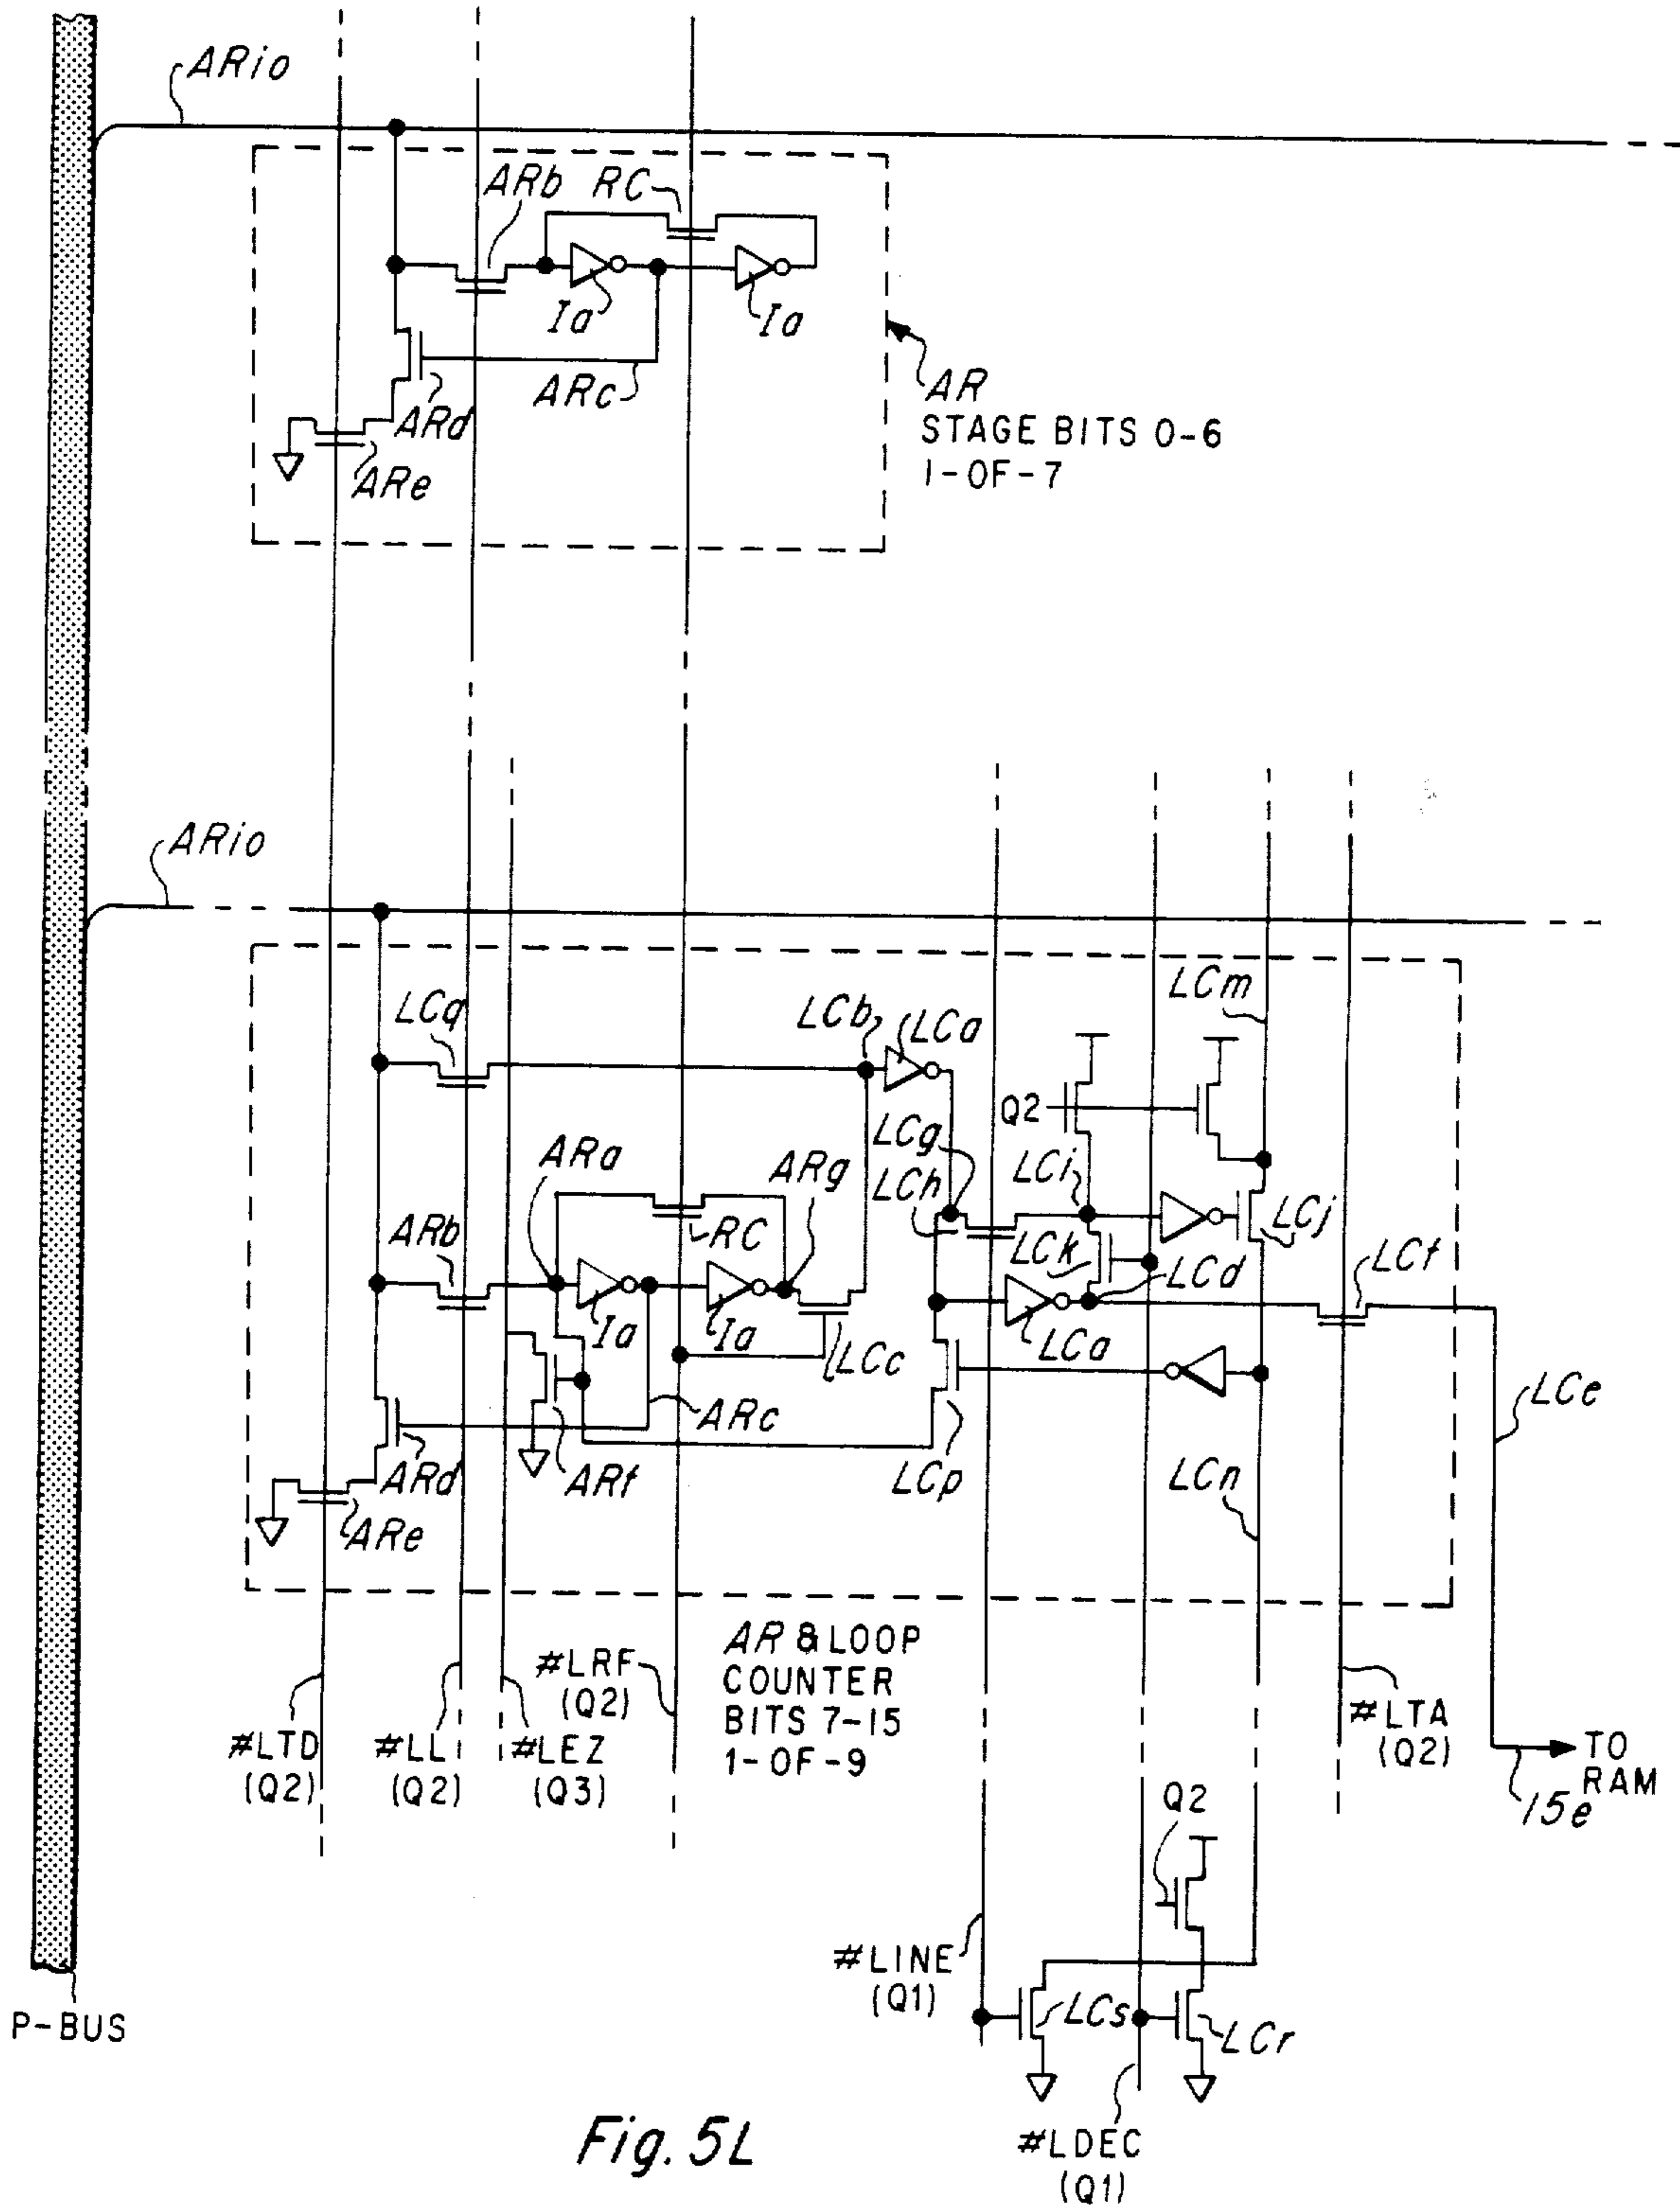 ARio
ARb RC
Ia
Ia
ARc
ARd
ARe
AR
STAGE BITS 0-6
1-OF-7
ARio
LCq
LCb
LCa
LCm
Q2
LCg
LCh
LCi
LCj
ARa
ARg
ARb
RC
LCk
LCd
LCf
Ia
Ia
LCc
LCa
ARc
LCe
ARd
ARf
LCp
LCn
ARe
#LTD
(Q2)
#LL
(Q2)
#LEZ
(Q3)
#LRF
(Q2)
AR & LOOP
COUNTER
BITS 7-15
1-OF-9
#LTA
(Q2)
TO
RAM
15e
Q2
#LINE
(Q1)
LCs
LCr
P-BUS
#LDEC
(Q1)
Fig. 5L